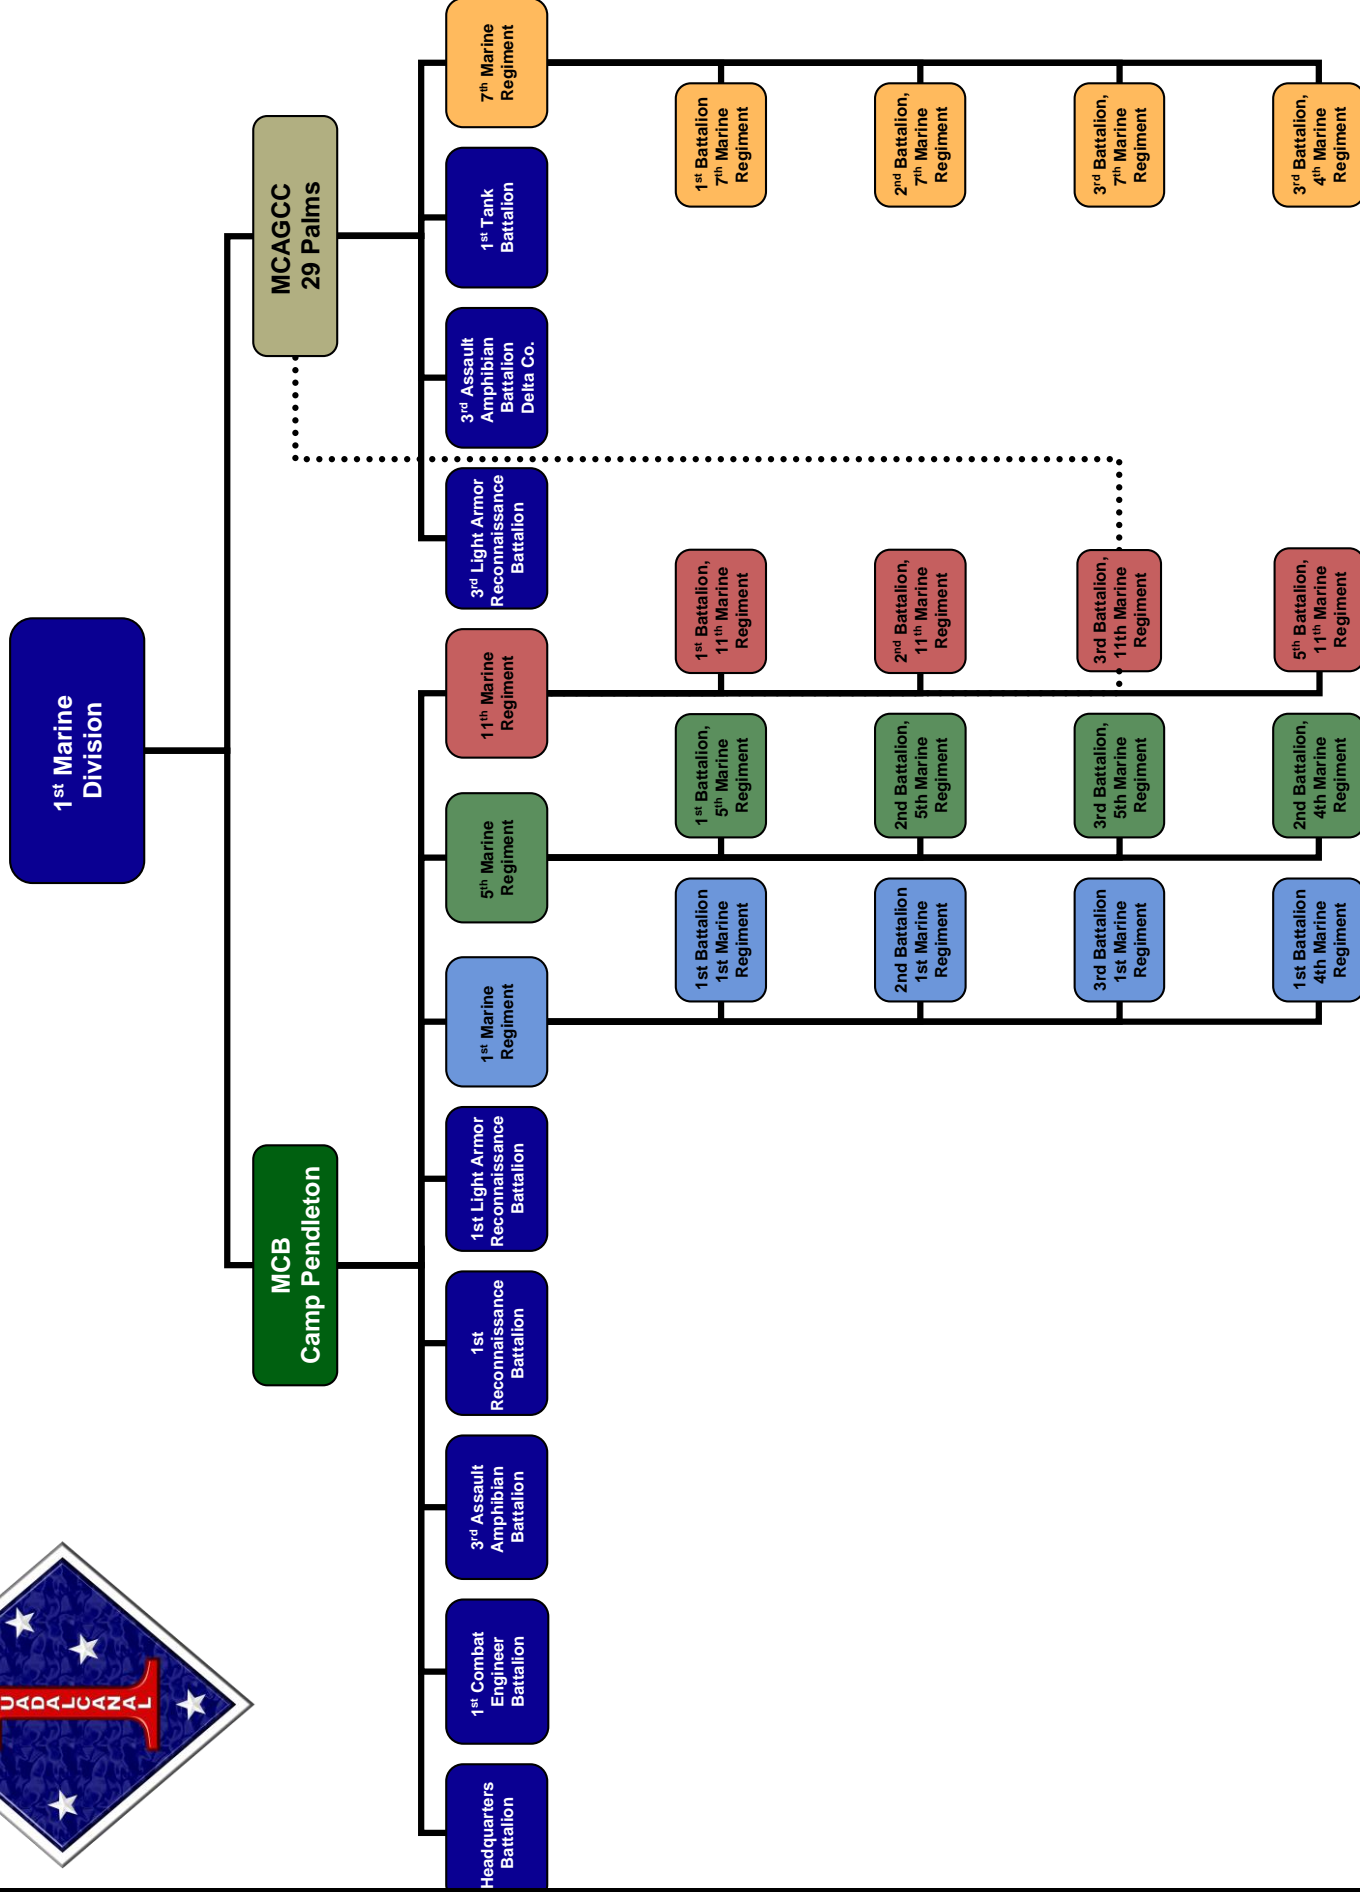 1st Marine
Division
MCB
Camp Pendleton
MCAGCC
29 Palms
Headquarters
Battalion
1st Combat
Engineer
Battalion
3rd Assault
Amphibian
Battalion
1st
Reconnaissance
Battalion
1st Light Armor
Reconnaissance
Battalion
1st Marine
Regiment
5th Marine
Regiment
11th Marine
Regiment
3rd Light Armor
Reconnaissance
Battalion
3rd Assault
Amphibian
Battalion
Delta Co.
1st Tank
Battalion
7th Marine
Regiment
1st Battalion
1st Marine
Regiment
1st Battalion,
5th Marine
Regiment
1st Battalion,
11th Marine
Regiment
1st Battalion
7th Marine
Regiment
2nd Battalion
1st Marine
Regiment
2nd Battalion,
5th Marine
Regiment
2nd Battalion,
11th Marine
Regiment
2nd Battalion,
7th Marine
Regiment
3rd Battalion
1st Marine
Regiment
3rd Battalion,
5th Marine
Regiment
3rd Battalion,
11th Marine
Regiment
3rd Battalion,
7th Marine
Regiment
1st Battalion
4th Marine
Regiment
2nd Battalion,
4th Marine
Regiment
5th Battalion,
11th Marine
Regiment
3rd Battalion,
4th Marine
Regiment
UADALCANAL